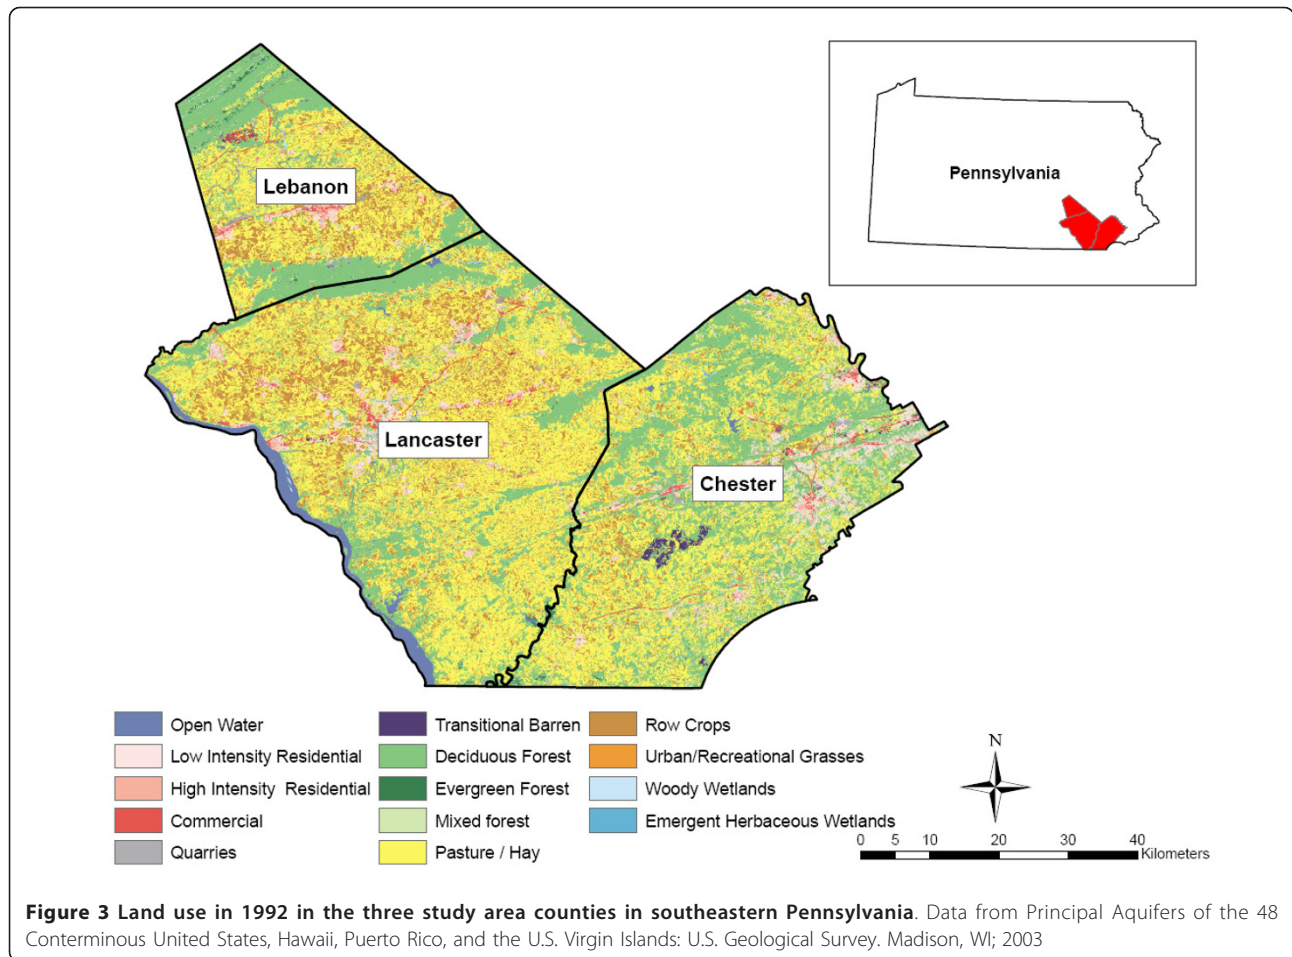 Lebanon
Pennsylvania
Lancaster
Chester
Open Water
Low Intensity Residential
High Intensity Residential
Commercial
Quarries
Transitional Barren
Deciduous Forest
Evergreen Forest
Mixed forest
Pasture / Hay
Row Crops
Urban/Recreational Grasses
Woody Wetlands
Emergent Herbaceous Wetlands
N
0 5 10 20 30 40
Kilometers
Figure 3 Land use in 1992 in the three study area counties in southeastern Pennsylvania. Data from Principal Aquifers of the 48
Conterminous United States, Hawaii, Puerto Rico, and the U.S. Virgin Islands: U.S. Geological Survey. Madison, WI; 2003